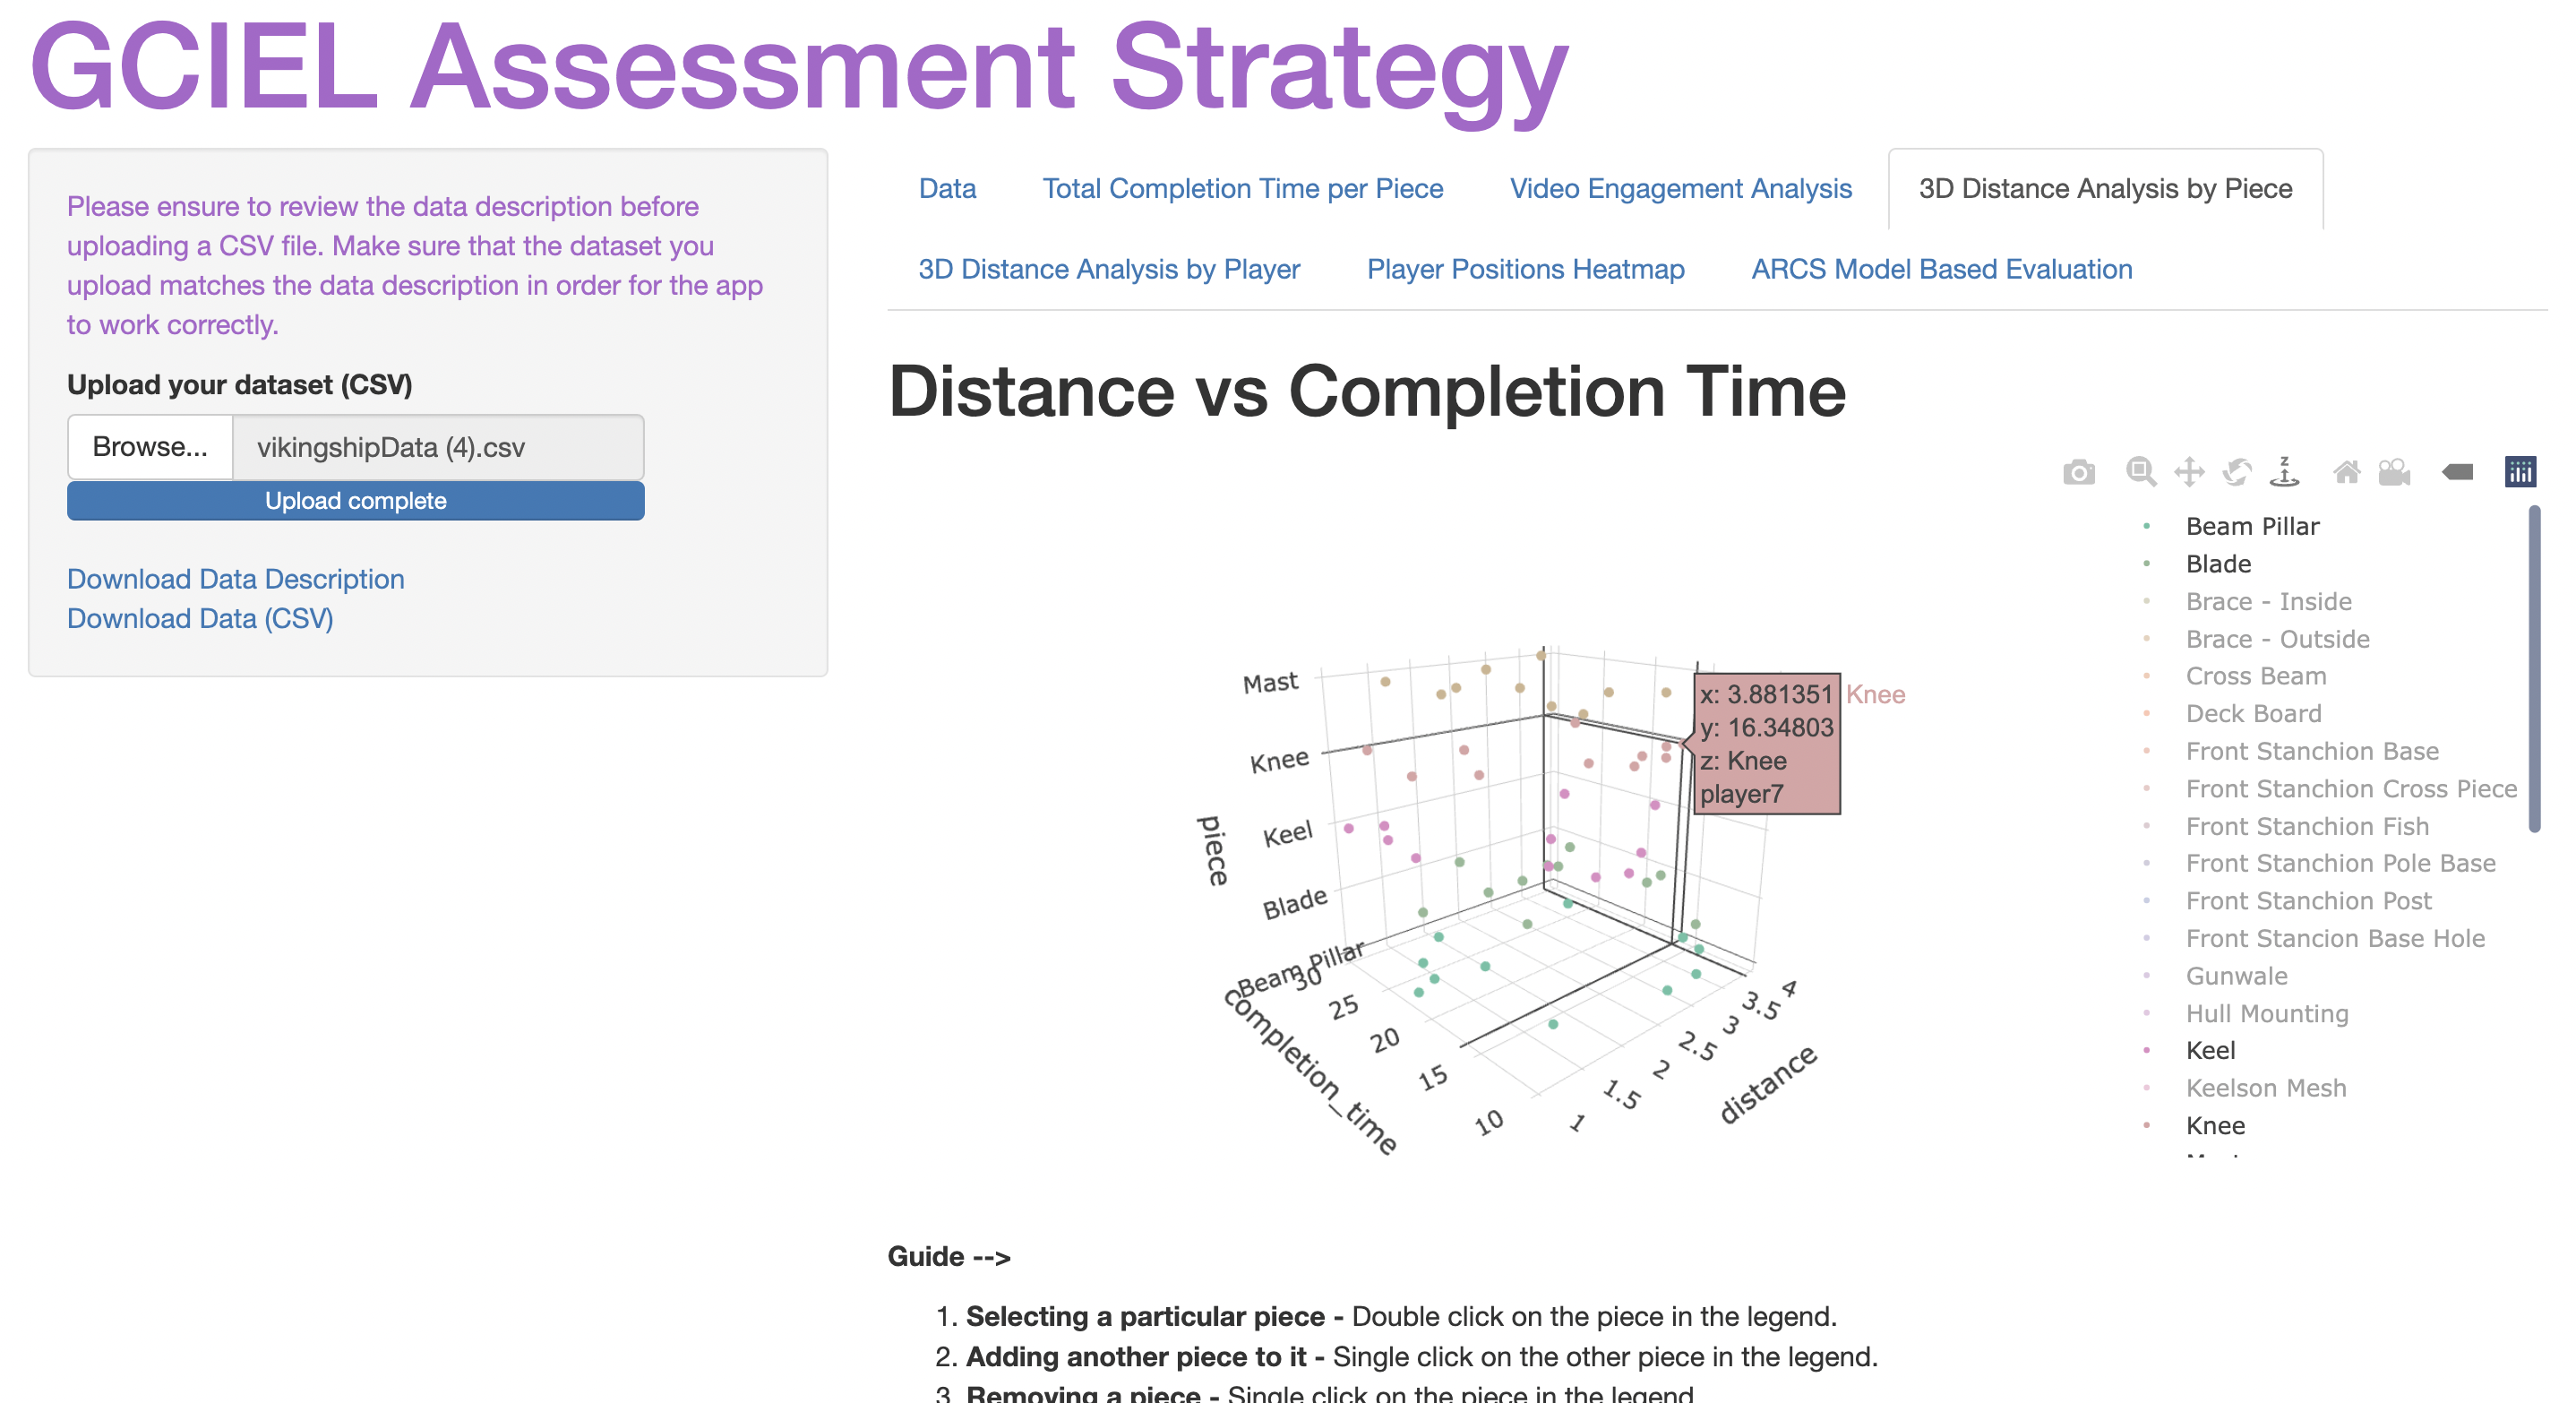 GCIEL Assessment Strategy
Please ensure to review the data description before
uploading a CSV file. Make sure that the dataset you
upload matches the data description in order for the app
to work correctly.
Upload your dataset (CSV)
Browse... vikingshipData (4).csv
Upload complete
Download Data Description
Download Data (CSV)
Data Total Completion Time per Piece Video Engagement Analysis 3D Distance Analysis by Piece
3D Distance Analysis by Player Player Positions Heatmap ARCS Model Based Evaluation
Distance vs Completion Time
z
Mast
Knee
Keel
Blade
Beam Pillar
piece
30
25
20
15
10
completion_time
1
1.5
2
2.5
3
3.5
4
distance
x: 3.881351 Knee
y: 16.34803
z: Knee
player7
Beam Pillar
Blade
Brace - Inside
Brace - Outside
Cross Beam
Deck Board
Front Stanchion Base
Front Stanchion Cross Piece
Front Stanchion Fish
Front Stanchion Pole Base
Front Stanchion Post
Front Stancion Base Hole
Gunwale
Hull Mounting
Keel
Keelson Mesh
Knee
Guide -->
1. Selecting a particular piece - Double click on the piece in the legend.
2. Adding another piece to it - Single click on the other piece in the legend.
3. Removing a piece - Single click on the piece in the legend